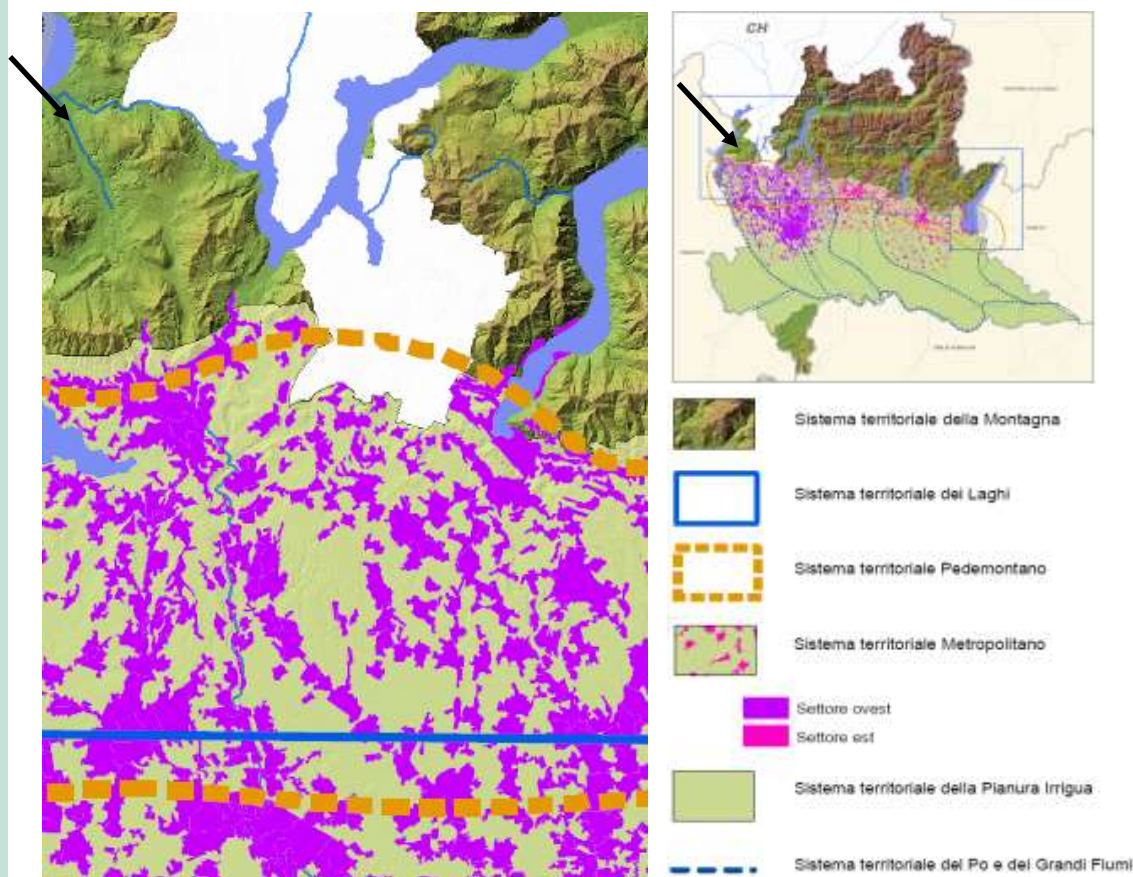 CH
Sistema territoriale della Montagna
Sistema territoriale dei Laghi
Sistema territoriale Pedemontano
Sistema territoriale Metropolitano
Settore ovest
Settore est
Sistema territoriale della Pianura Irrigua
Sistema territoriale del Po e dei Grandi Fiumi